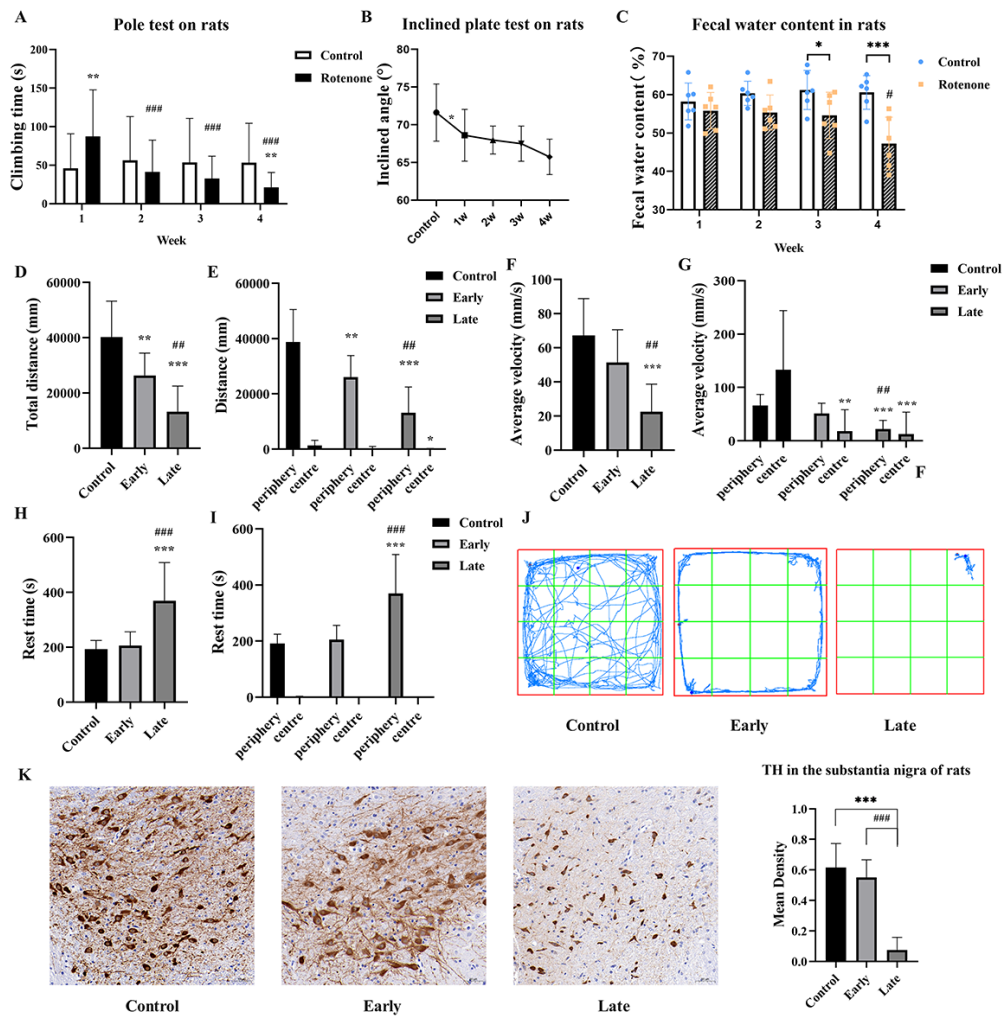 A
Pole test on rats
Climbing time (s)
200
150
100
50
0
**
###
###
###
**
1
2
3
4
Week
Control
Rotenone
B
Inclined plate test on rats
Inclined angle (°)
80
75
70
65
60
*
Control
1w
2w
3w
4w
C
Fecal water content in rats
Fecal water content( %)
70
60
50
40
30
*
***
#
1
2
3
4
Week
Control
Rotenone
D
Total distance (mm)
60000
40000
20000
0
**
##
***
Control
Early
Late
E
Distance (mm)
60000
40000
20000
0
**
##
***
*
periphery
centre
periphery
centre
periphery
centre
Control
Early
Late
F
Average velocity (mm/s)
100
80
60
40
20
0
##
***
Control
Early
Late
G
Average velocity (mm/s)
300
200
100
0
**
##
***
***
periphery
centre
periphery
centre
periphery
centre
F
Control
Early
Late
H
Rest time (s)
600
400
200
0
###
***
Control
Early
Late
I
Rest time (s)
600
400
200
0
###
***
periphery
centre
periphery
centre
periphery
centre
Control
Early
Late
J
Control
Early
Late
K
Control
Early
Late
TH in the substantia nigra of rats
Mean Density
1.0
0.8
0.6
0.4
0.2
0.0
***
###
Control
Early
Late